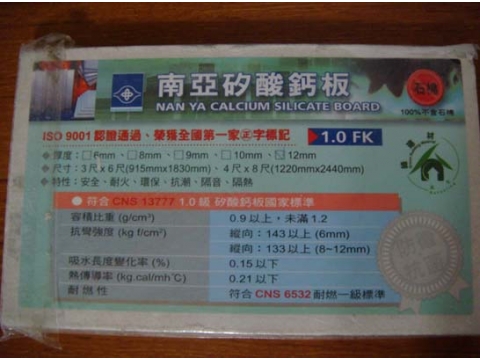 南亞矽酸鈣板
NAN YA CALCIUM SILICATE BOARD
石棉
100%不含石棉
ISO 9001 認證通過、榮獲全國第一家㊣字標記
1.0 FK
厚度：□6mm、□8mm、□9mm、□10mm、☑12mm
尺寸：3尺x6尺(915mmx1830mm)、4尺x8尺(1220mmx2440mm)
特性：安全、耐火、環保、抗潮、隔音、隔熱
綠建材
符合 CNS 13777 1.0 級 矽酸鈣板國家標準
容積比重 (g/cm³) 0.9 以上，未滿 1.2
抗彎強度 (kg f/cm²) 縱向：143 以上 (6mm)
縱向：133 以上 (8~12mm)
吸水長度變化率 (%) 0.15 以下
熱傳導率 (kg.cal/mh℃) 0.21 以下
耐燃性 符合 CNS 6532 耐燃一級標準